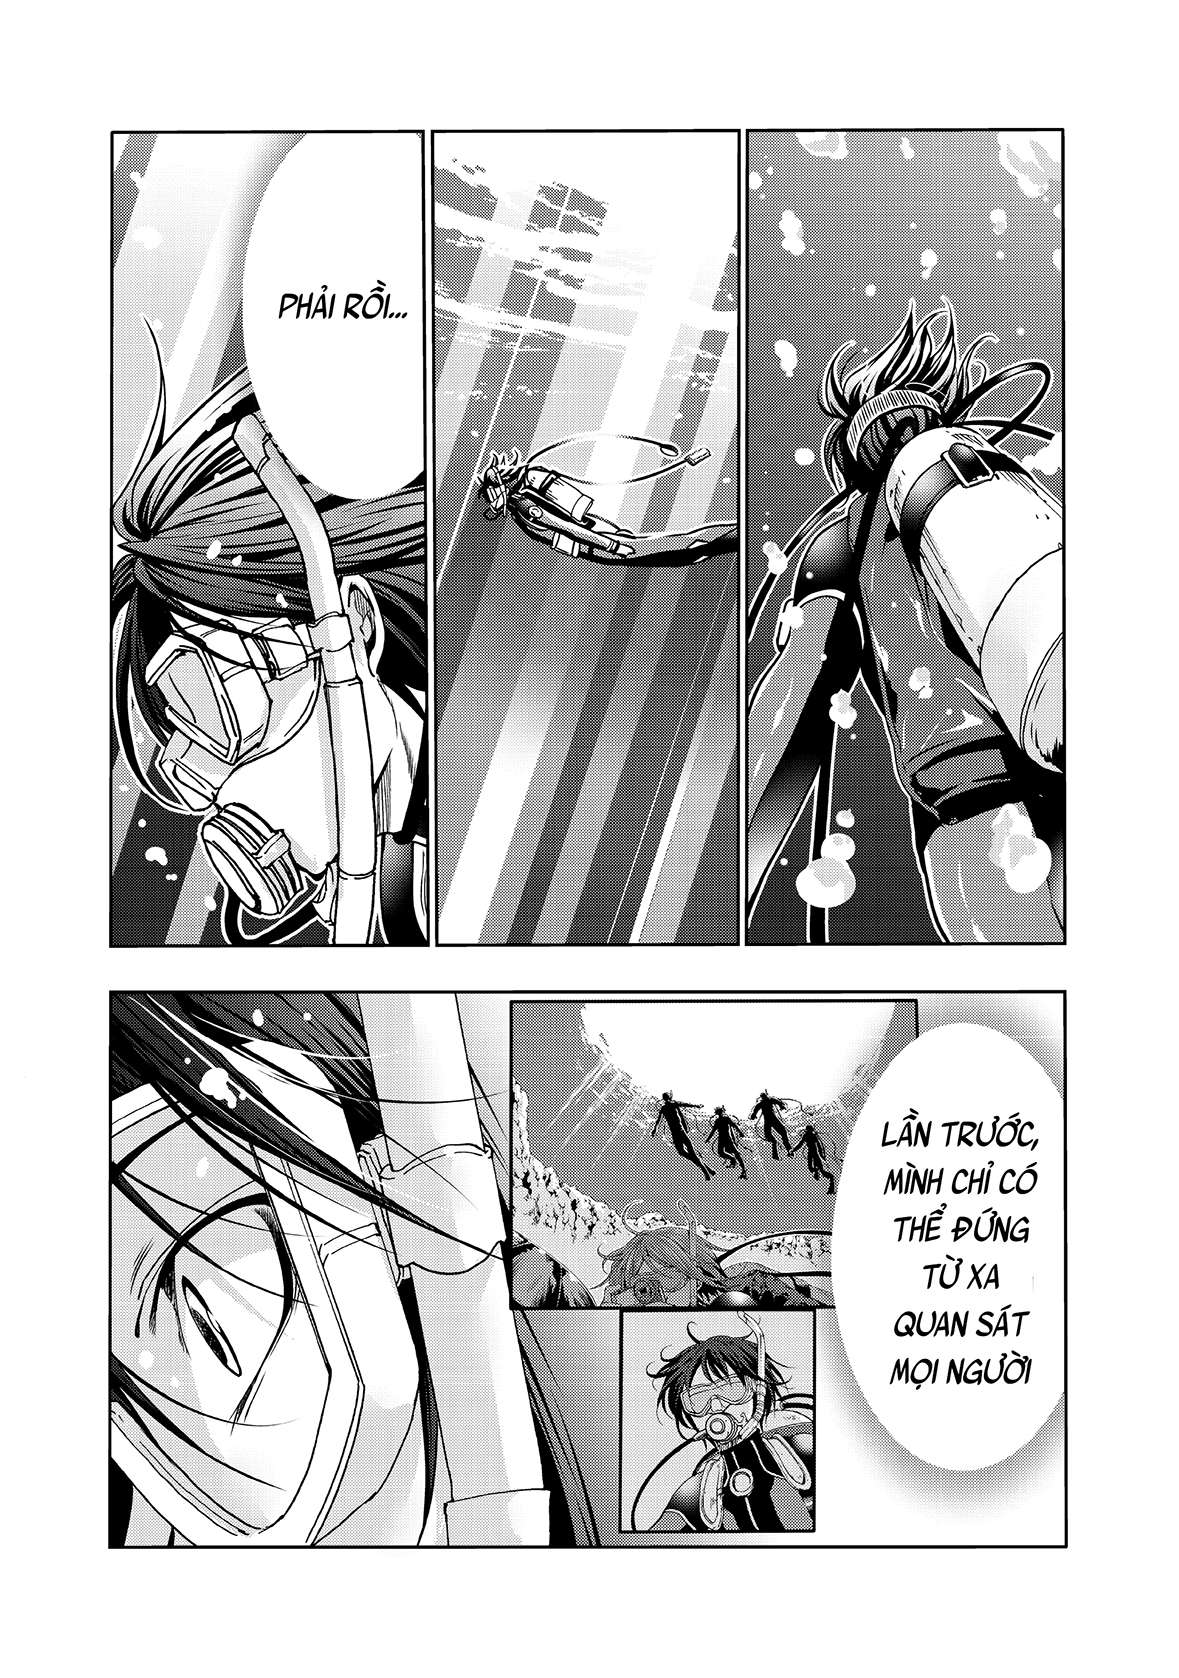 PHẢI RỒI...
LẦN TRƯỚC,
MÌNH CHỈ CÓ
THỂ ĐỨNG
TỪ XA
QUAN SÁT
MỌI NGƯỜI